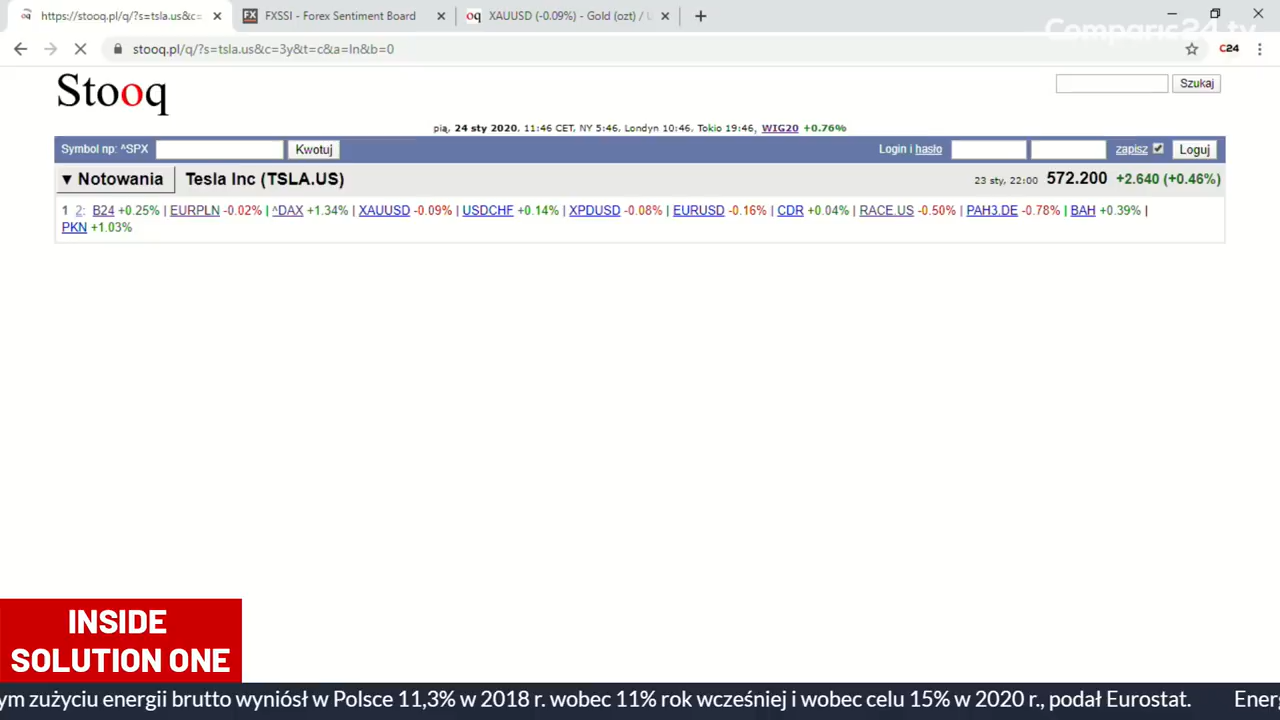 https://stooq.pl/q/?s=tsla.us&c=
FXSSI - Forex Sentiment Board
oq XAUUSD (-0.09%) - Gold (ozt) / U
Comparic24.tv
stooq.pl/q/?s=tsla.us&c=3y&t=c&a=ln&b=0
C24
Stooq
Szukaj
pią, 24 sty 2020, 11:46 CET, NY 5:46, Londyn 10:46, Tokio 19:46, WIG20 +0.76%
Symbol np: ^SPX Kwotuj Login i hasło zapisz Loguj
▼ Notowania Tesla Inc (TSLA.US) 23 sty, 22:00 572.200 +2.640 (+0.46%)
1 2: B24 +0.25% | EURPLN -0.02% | ^DAX +1.34% | XAUUSD -0.09% | USDCHF +0.14% | XPDUSD -0.08% | EURUSD -0.16% | CDR +0.04% | RACE.US -0.50% | PAH3.DE -0.78% | BAH +0.39% |
PKN +1.03%
INSIDE
SOLUTION ONE
ym zużyciu energii brutto wyniósł w Polsce 11,3% w 2018 r. wobec 11% rok wcześniej i wobec celu 15% w 2020 r., podał Eurostat. Energ